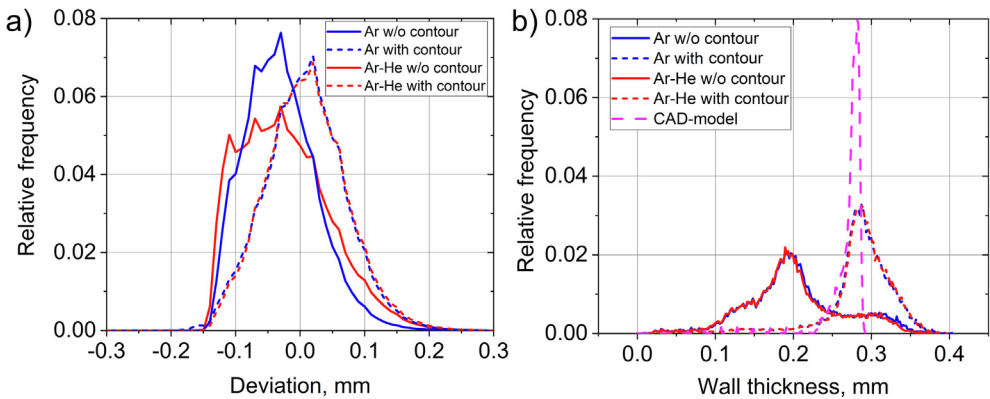 a)
Relative frequency
0.08
0.06
0.04
0.02
0.00
-0.3
-0.2
-0.1
0.0
0.1
0.2
0.3
Deviation, mm
Ar w/o contour
Ar with contour
Ar-He w/o contour
Ar-He with contour
b)
Relative frequency
0.08
0.06
0.04
0.02
0.00
0.0
0.1
0.2
0.3
0.4
Wall thickness, mm
Ar w/o contour
Ar with contour
Ar-He w/o contour
Ar-He with contour
CAD-model